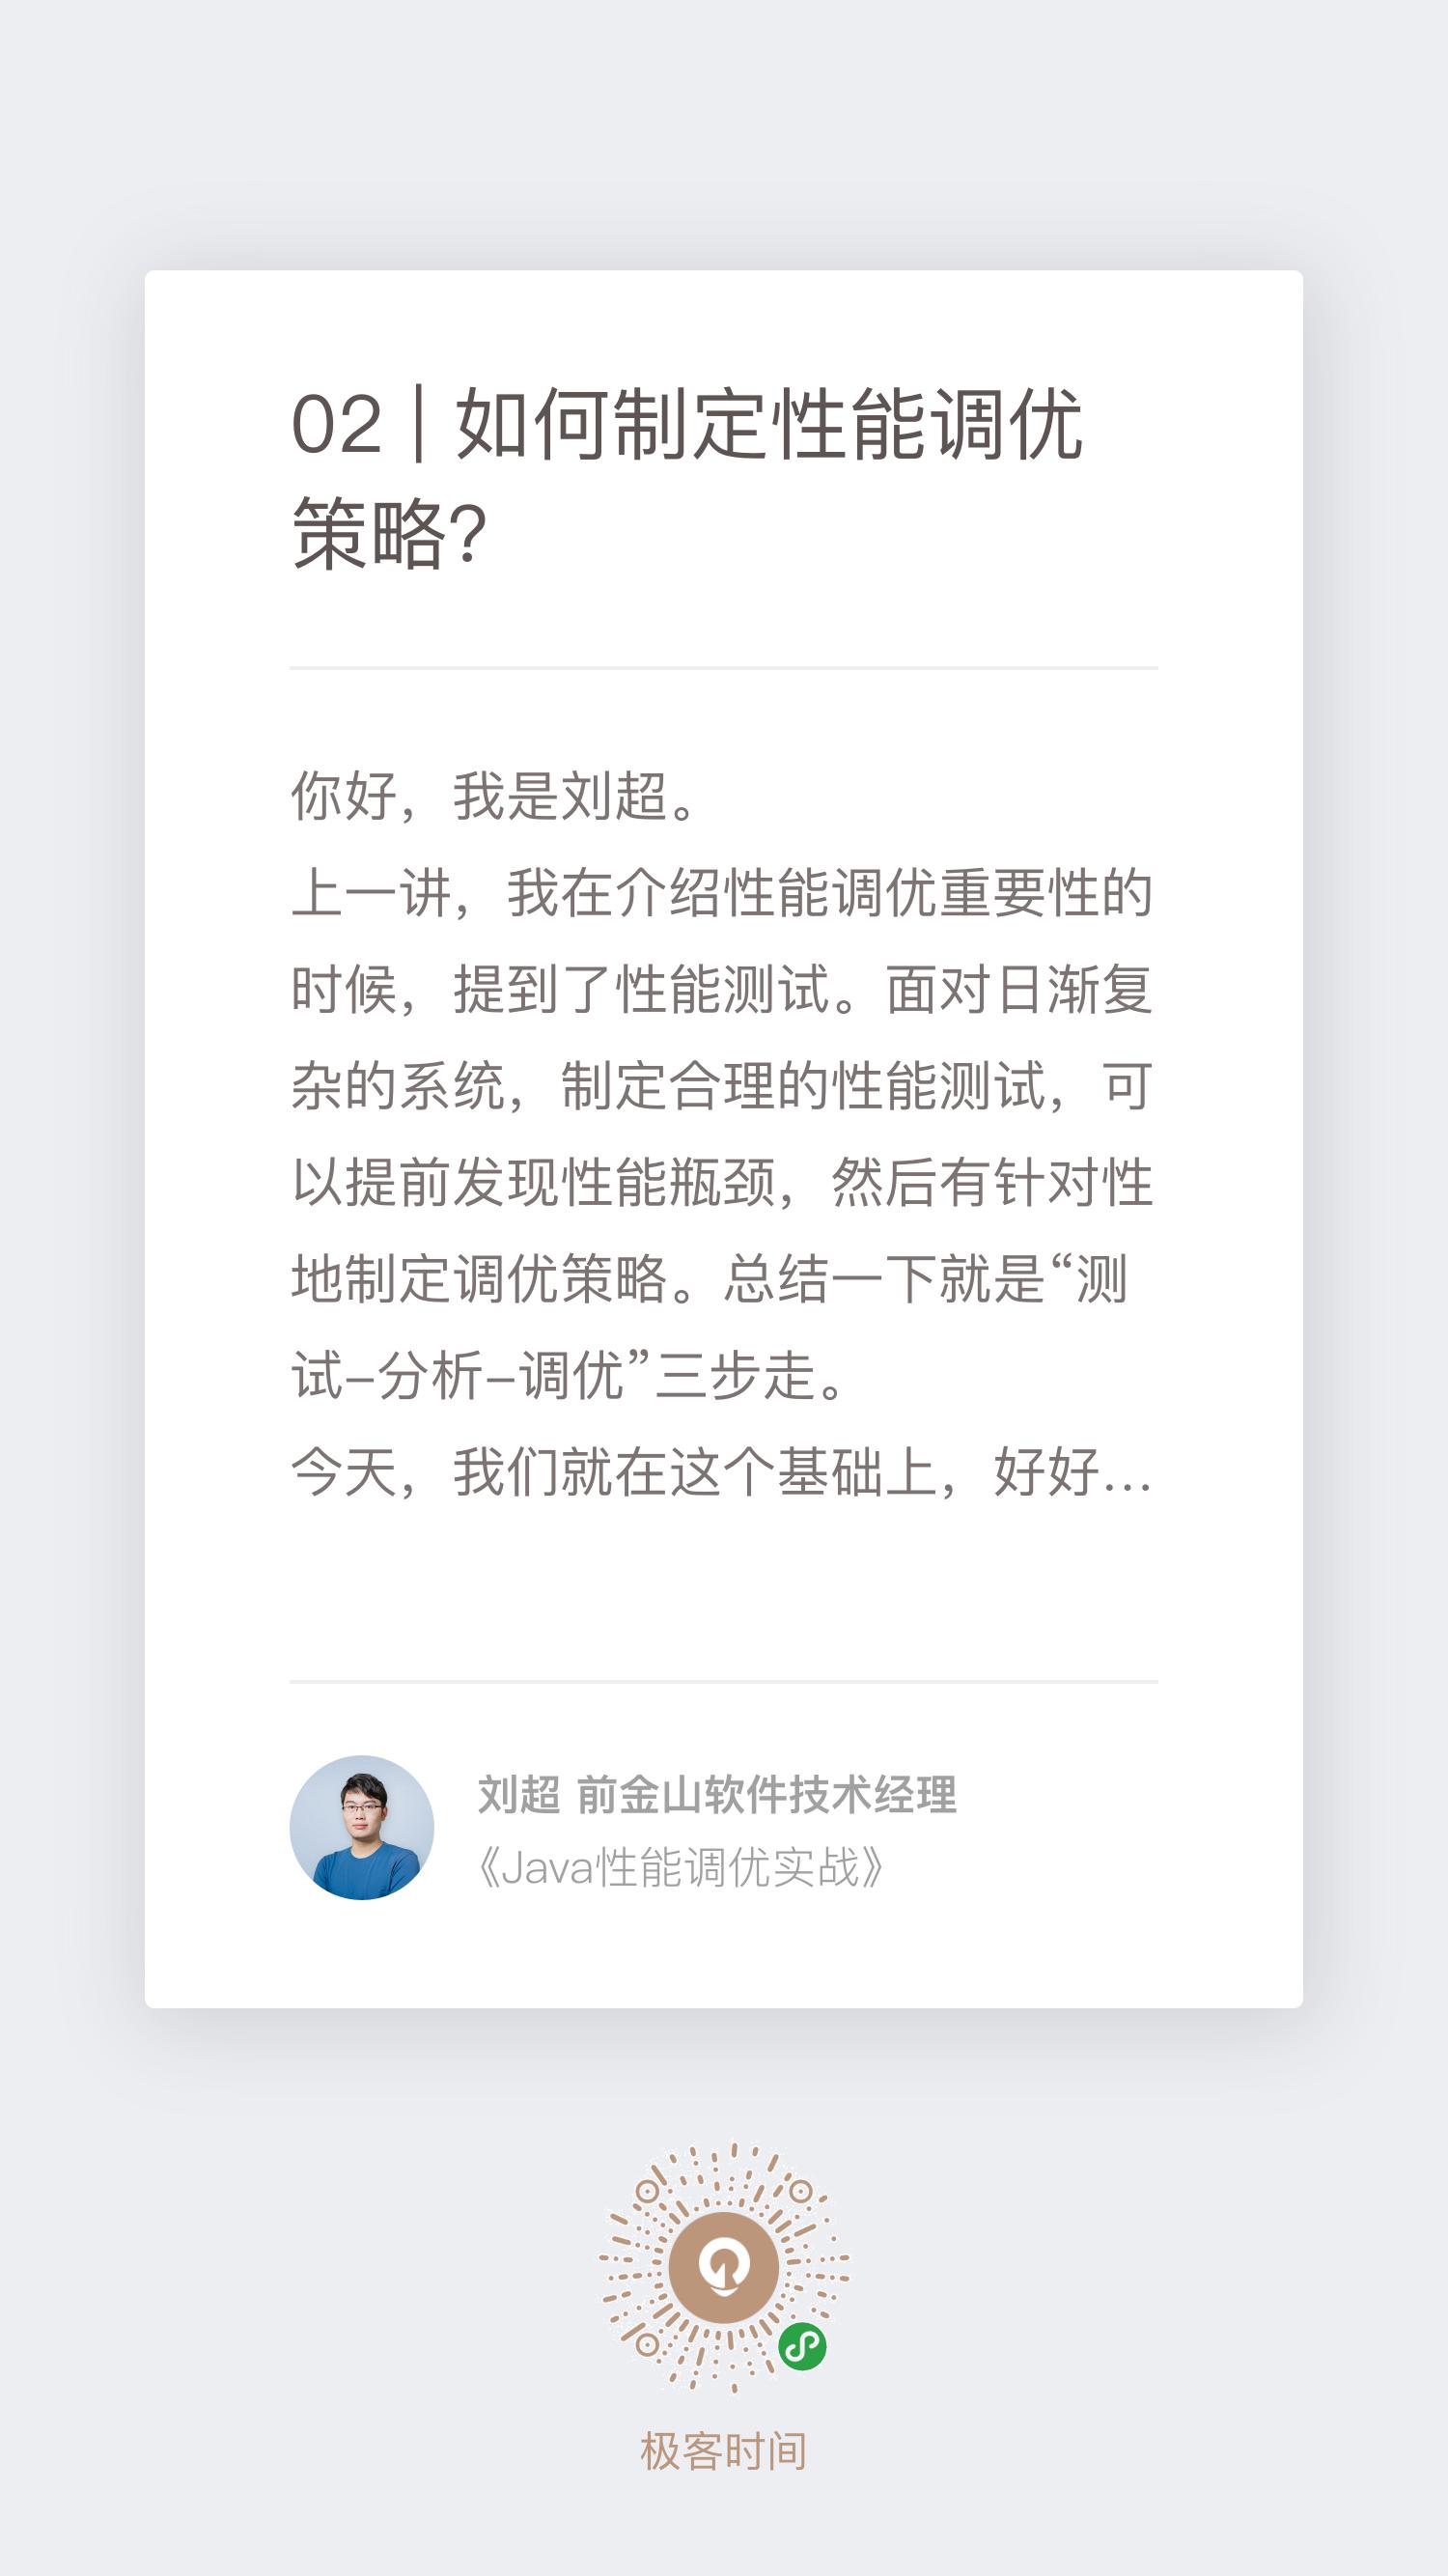 02 | 如何制定性能调优
策略?
你好，我是刘超。
上一讲，我在介绍性能调优重要性的
时候，提到了性能测试。面对日渐复
杂的系统，制定合理的性能测试，可
以提前发现性能瓶颈，然后有针对性
地制定调优策略。总结一下就是“测
试–分析–调优”三步走。
今天，我们就在这个基础上，好好...
刘超 前金山软件技术经理
《Java性能调优实战》
极客时间